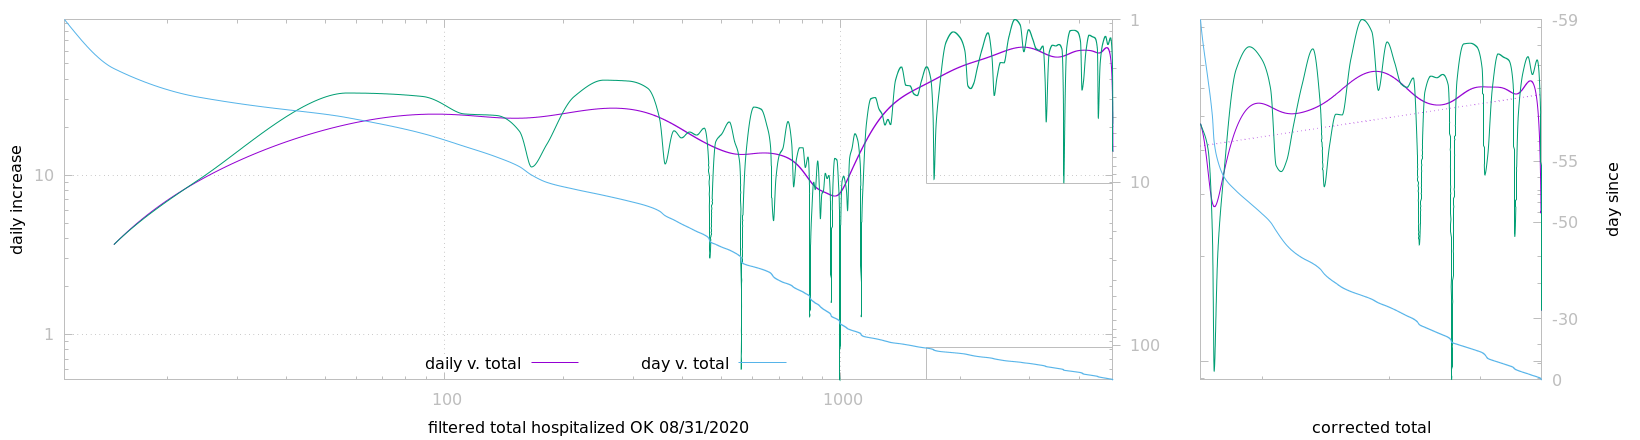 1
-59
daily increase
10
10
-55
-50
day since
1
daily v. total
day v. total
100
-30
0
100
1000
filtered total hospitalized OK 08/31/2020
corrected total